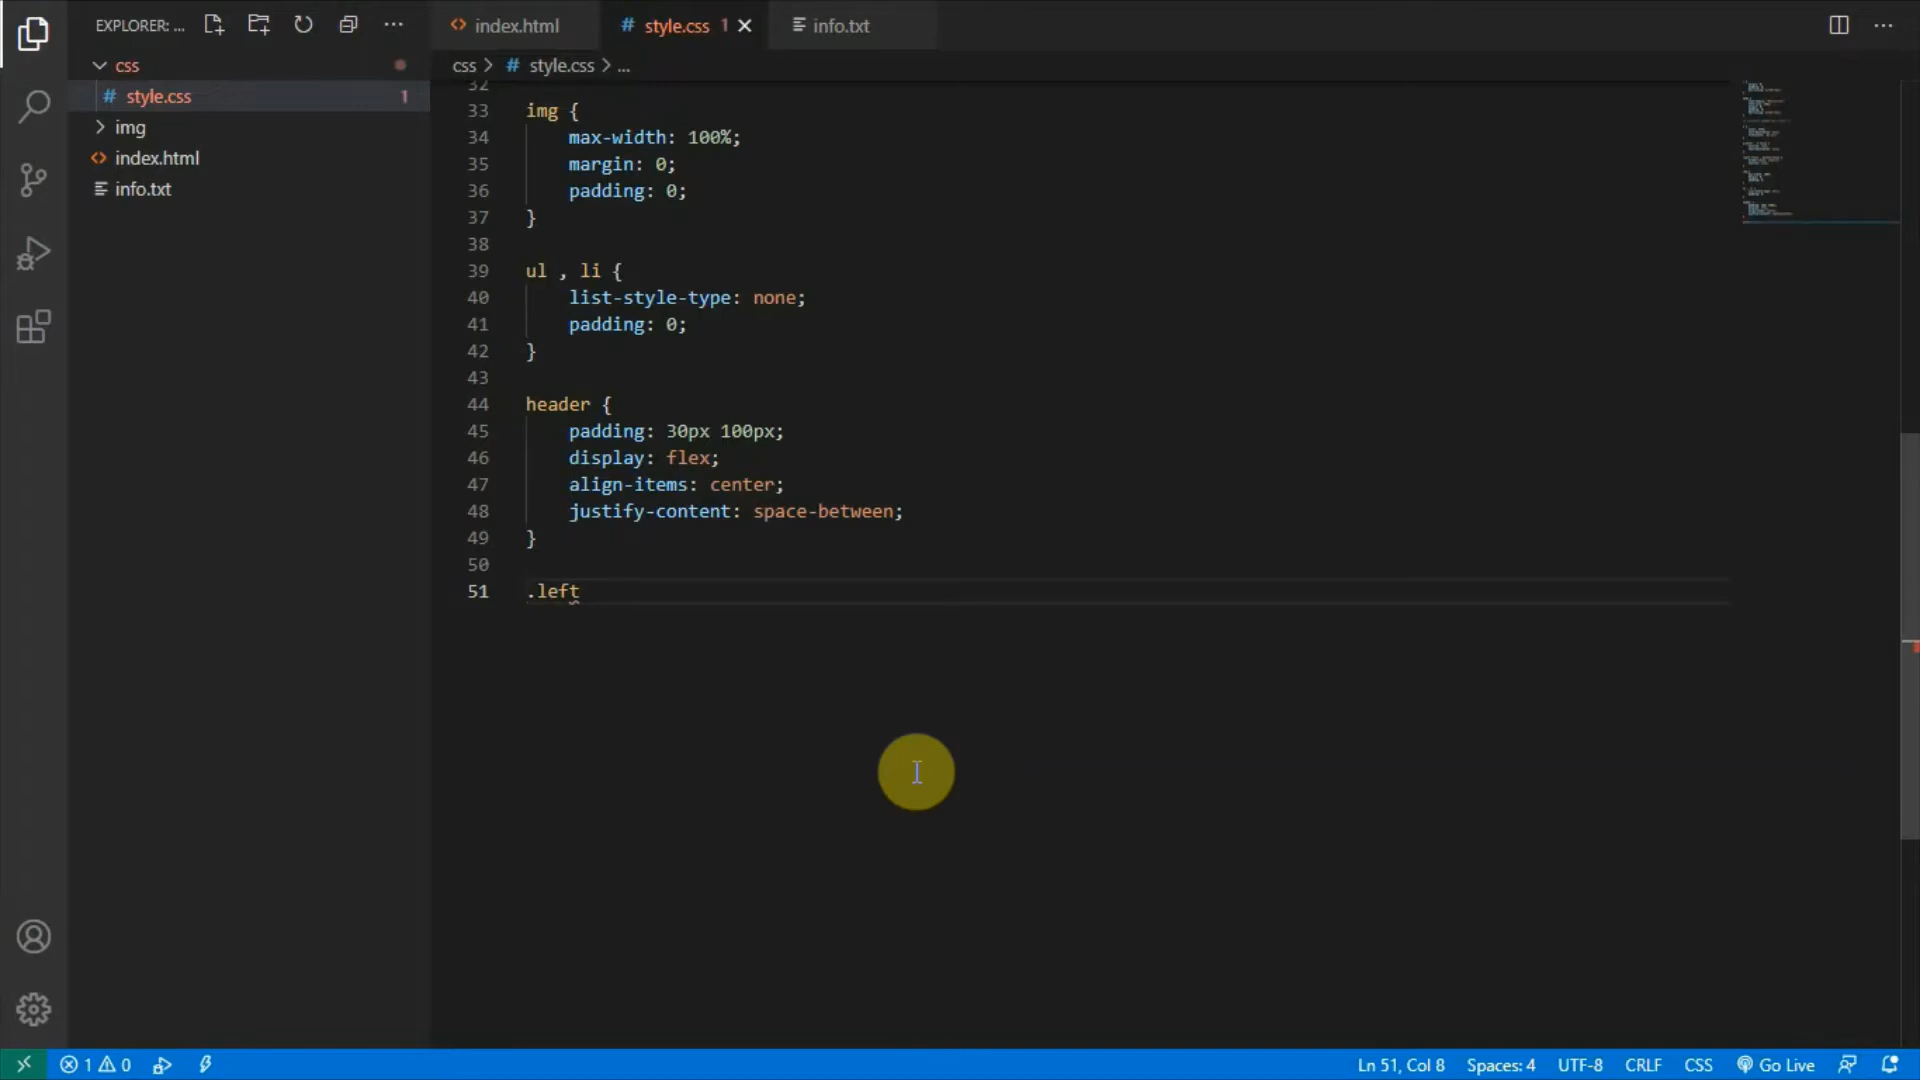 EXPLORER: ...
css
style.css 1
img
index.html
info.txt
index.html
style.css 1
info.txt
css > # style.css > ...
32
33 img {
34 max-width: 100%;
35 margin: 0;
36 padding: 0;
37 }
38
39 ul , li {
40 list-style-type: none;
41 padding: 0;
42 }
43
44 header {
45 padding: 30px 100px;
46 display: flex;
47 align-items: center;
48 justify-content: space-between;
49 }
50
51 .left
1 0
Ln 51, Col 8 Spaces: 4 UTF-8 CRLF CSS Go Live